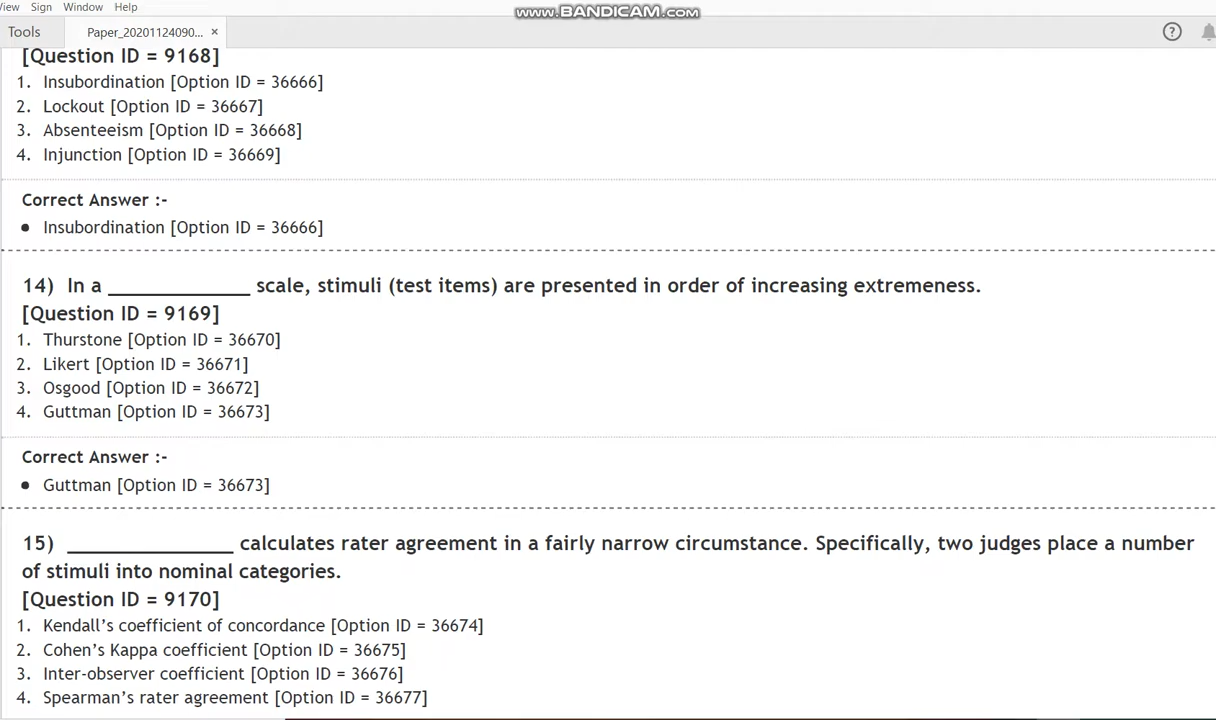 View Sign Window Help
www.BANDICAM.com
Tools Paper_20201124090... × ?
[Question ID = 9168]
1. Insubordination [Option ID = 36666]
2. Lockout [Option ID = 36667]
3. Absenteeism [Option ID = 36668]
4. Injunction [Option ID = 36669]
Correct Answer :-
• Insubordination [Option ID = 36666]
14) In a _____________ scale, stimuli (test items) are presented in order of increasing extremeness.
[Question ID = 9169]
1. Thurstone [Option ID = 36670]
2. Likert [Option ID = 36671]
3. Osgood [Option ID = 36672]
4. Guttman [Option ID = 36673]
Correct Answer :-
• Guttman [Option ID = 36673]
15) _______________ calculates rater agreement in a fairly narrow circumstance. Specifically, two judges place a number
of stimuli into nominal categories.
[Question ID = 9170]
1. Kendall’s coefficient of concordance [Option ID = 36674]
2. Cohen’s Kappa coefficient [Option ID = 36675]
3. Inter-observer coefficient [Option ID = 36676]
4. Spearman’s rater agreement [Option ID = 36677]